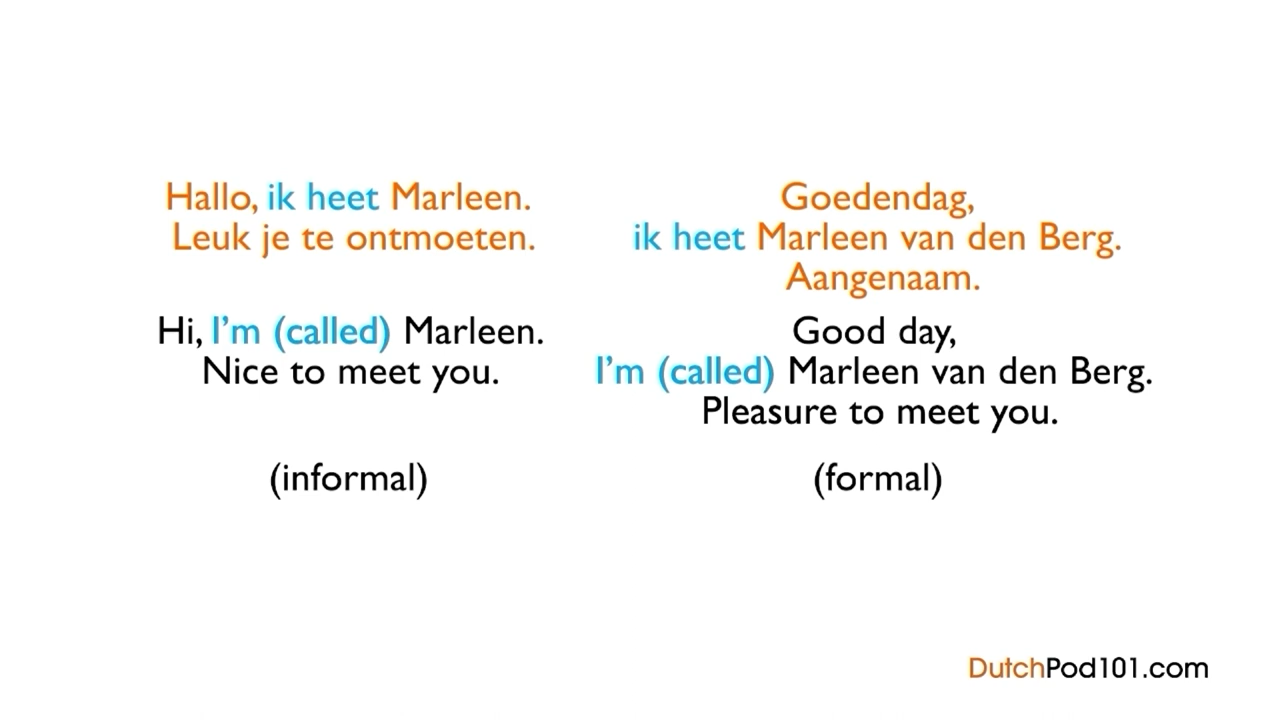 Hallo, ik heet Marleen.
Leuk je te ontmoeten.
Hi, I'm (called) Marleen.
Nice to meet you.
(informal)
Goedendag,
ik heet Marleen van den Berg.
Aangenaam.
Good day,
I'm (called) Marleen van den Berg.
Pleasure to meet you.
(formal)
DutchPod101.com